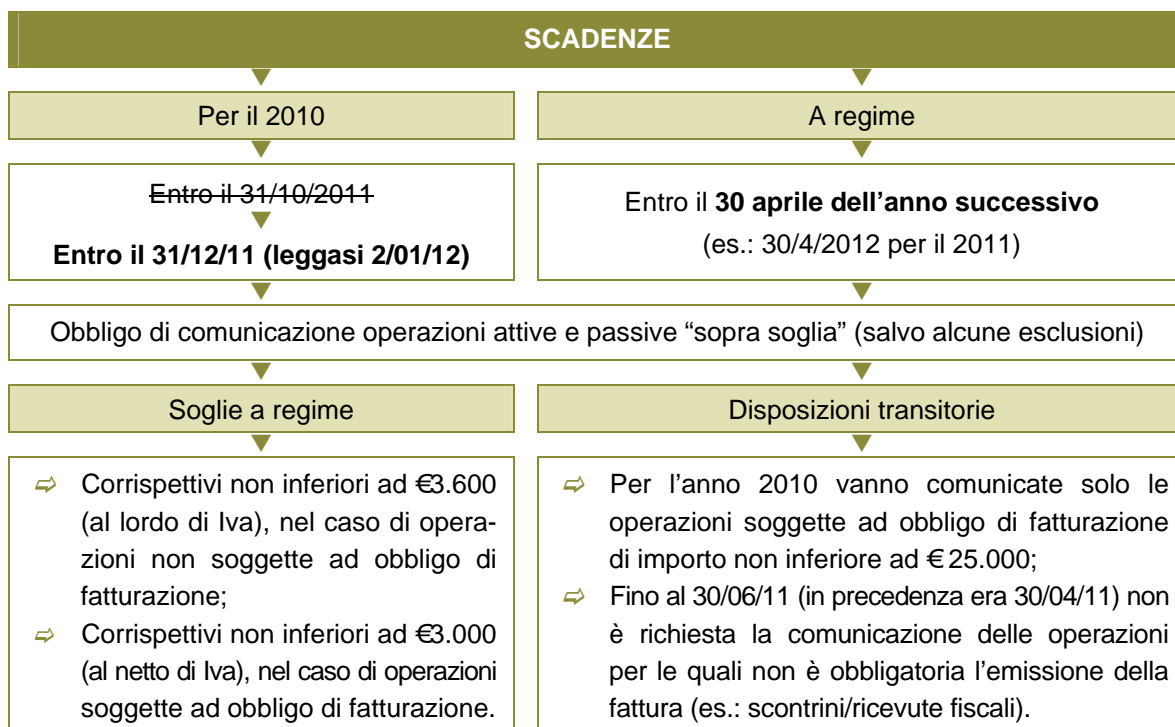 SCADENZE
Per il 2010
A regime
Entro il 31/10/2011
Entro il 31/12/11 (leggasi 2/01/12)
Entro il 30 aprile dell'anno successivo
(es.: 30/4/2012 per il 2011)
Obbligo di comunicazione operazioni attive e passive “sopra soglia” (salvo alcune esclusioni)
Soglie a regime
Disposizioni transitorie
⇨ Corrispettivi non inferiori ad €3.600
(al lordo di Iva), nel caso di opera-
zioni non soggette ad obbligo di
fatturazione;
⇨ Corrispettivi non inferiori ad €3.000
(al netto di Iva), nel caso di operazioni
soggette ad obbligo di fatturazione.
⇨ Per l'anno 2010 vanno comunicate solo le
operazioni soggette ad obbligo di fatturazione
di importo non inferiore ad € 25.000;
⇨ Fino al 30/06/11 (in precedenza era 30/04/11) non
è richiesta la comunicazione delle operazioni
per le quali non è obbligatoria l'emissione della
fattura (es.: scontrini/ricevute fiscali).